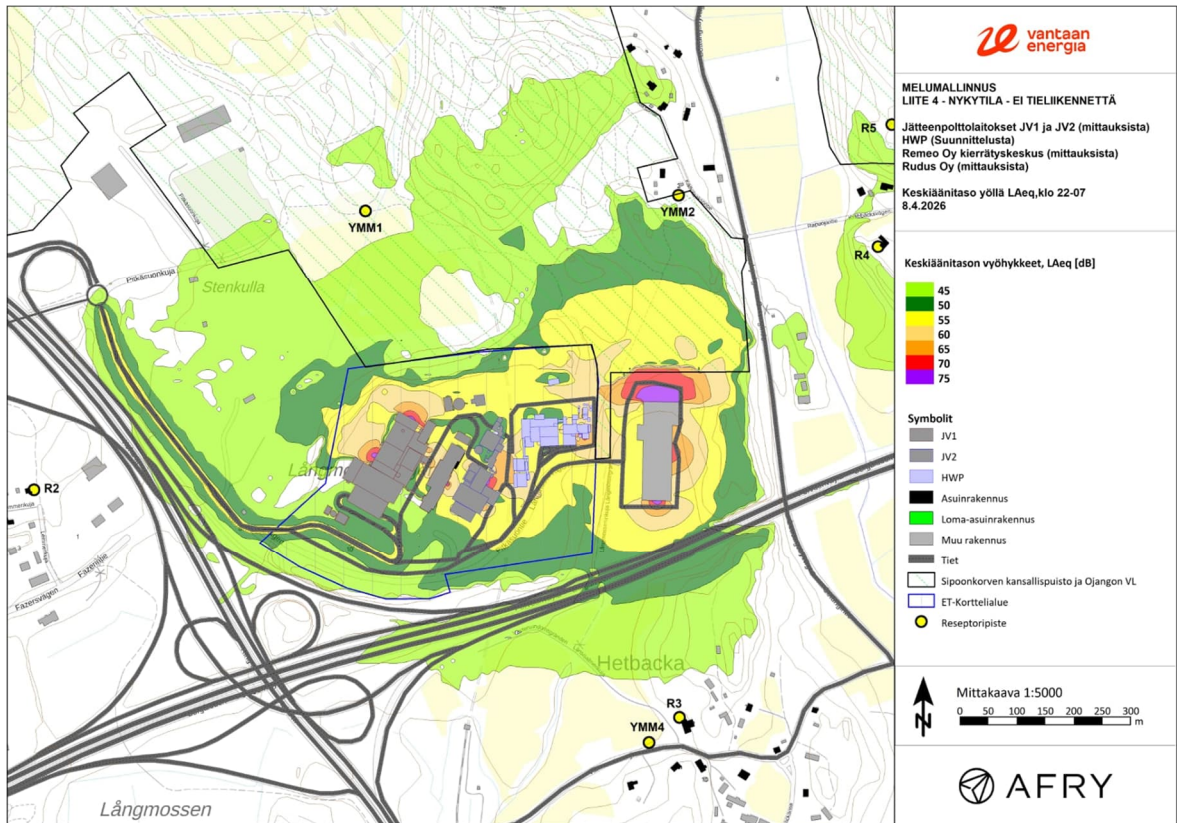 vantaan
energia
MELUMALLINNUS
LIITE 4 - NYKYTILA - EI TIELIIKENNETTÄ
Jätteenpolttolaitokset JV1 ja JV2 (mittauksista)
HWP (Suunnittelusta)
Remeo Oy kierrätyskeskus (mittauksista)
Rudus Oy (mittauksista)
Keskiäänitaso yöllä LAeq,klo 22-07
8.4.2026
Keskiäänitason vyöhykkeet, LAeq [dB]
45
50
55
60
65
70
75
Symbolit
JV1
JV2
HWP
Asuinrakennus
Loma-asuinrakennus
Muu rakennus
Tiet
Sipoonkorven kansallispuisto ja Ojangon VL
ET-Korttelialue
Reseptoripiste
N
Mittakaava 1:5000
0 50 100 150 200 300
m
AFRY
R5
YMM1
YMM2
R4
Pitkäsuonkuja
Pitkäsuonkuja
Stenkulla
R2
Fazerintie
Fazersvägen
Hetbacka
R3
YMM4
Långmossen